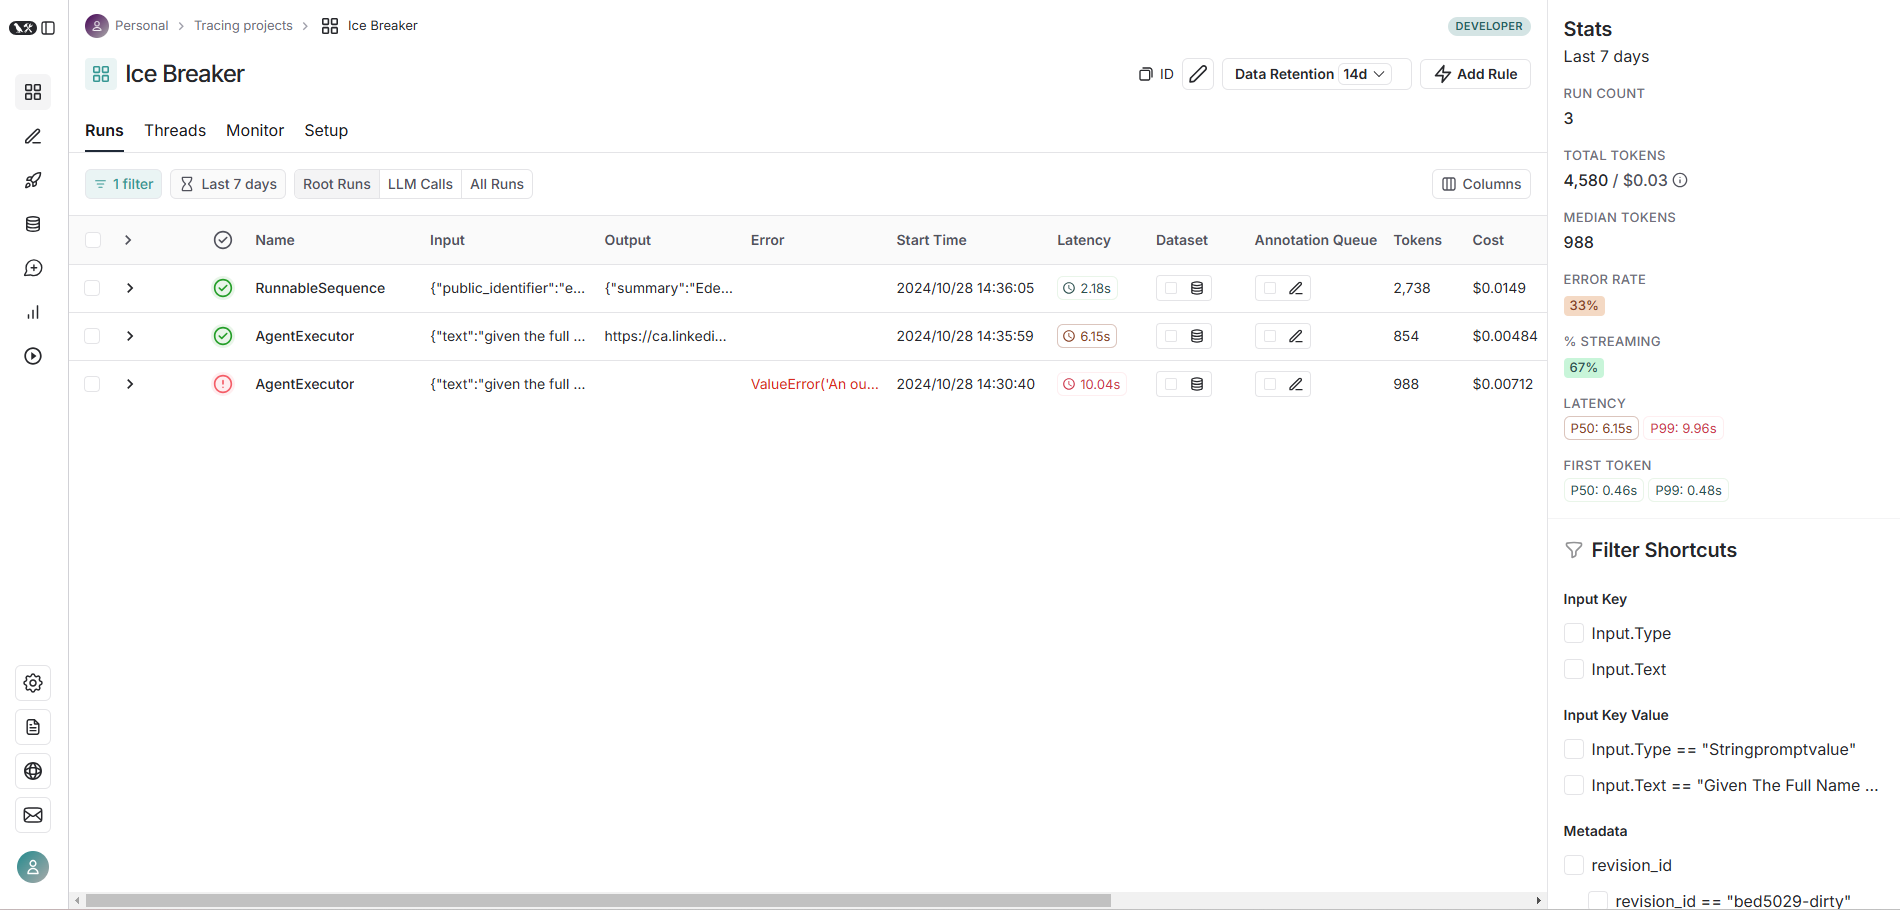 Personal > Tracing projects > Ice Breaker
DEVELOPER
Ice Breaker
ID
Data Retention 14d
Add Rule
Runs Threads Monitor Setup
1 filter Last 7 days Root Runs LLM Calls All Runs Columns
Name Input Output Error Start Time Latency Dataset Annotation Queue Tokens Cost
RunnableSequence {"public_identifier":"e... {"summary":"Ede... 2024/10/28 14:36:05 2.18s 2,738 $0.0149
AgentExecutor {"text":"given the full ... https://ca.linkedi... 2024/10/28 14:35:59 6.15s 854 $0.00484
AgentExecutor {"text":"given the full ... ValueError('An ou... 2024/10/28 14:30:40 10.04s 988 $0.00712
Stats
Last 7 days
RUN COUNT
3
TOTAL TOKENS
4,580 / $0.03
MEDIAN TOKENS
988
ERROR RATE
33%
% STREAMING
67%
LATENCY
P50: 6.15s P99: 9.96s
FIRST TOKEN
P50: 0.46s P99: 0.48s
Filter Shortcuts
Input Key
Input.Type
Input.Text
Input Key Value
Input.Type == "Stringpromptvalue"
Input.Text == "Given The Full Name ...
Metadata
revision_id
revision_id == "bed5029-dirty"